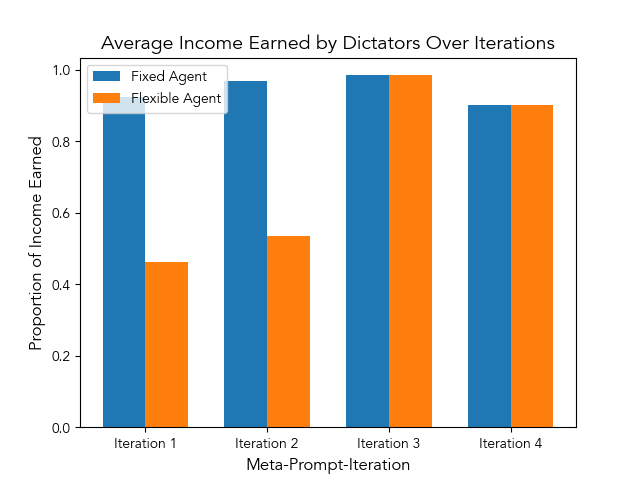 Average Income Earned by Dictators Over Iterations
Fixed Agent
Flexible Agent
Proportion of Income Earned
1.0
0.8
0.6
0.4
0.2
0.0
Iteration 1
Iteration 2
Iteration 3
Iteration 4
Meta-Prompt-Iteration